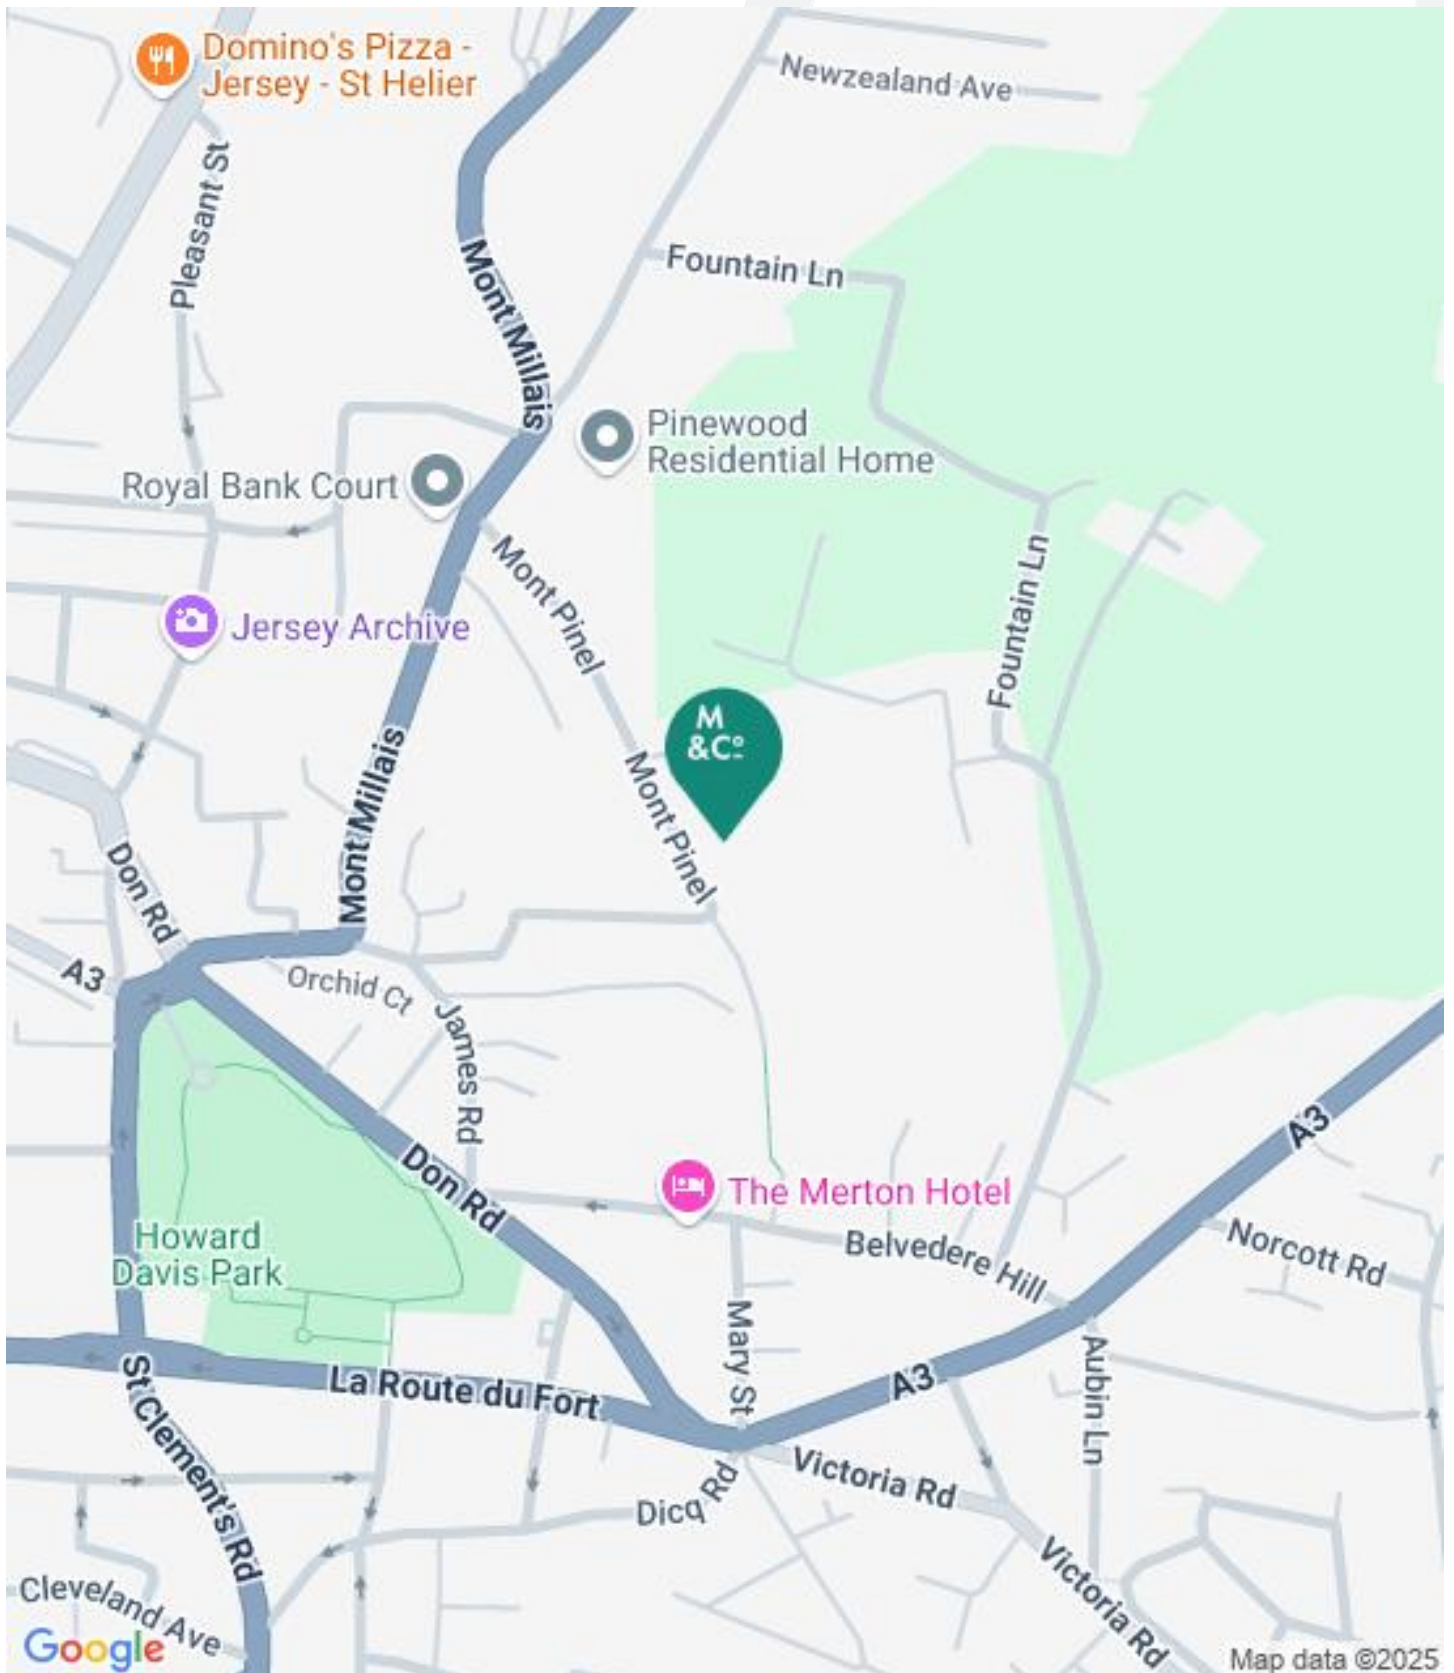 Domino's Pizza -
Jersey - St Helier
Newzealand Ave
Pleasant St
Mont Millais
Fountain Ln
Pinewood
Residential Home
Royal Bank Court
Mont Pinel
Fountain Ln
Jersey Archive
M
&Cº
Mont Millais
Mont Pinel
Don Rd
A3
Orchid Ct
James Rd
A3
Don Rd
The Merton Hotel
Howard
Davis Park
Belvedere Hill
Norcott Rd
Mary St
Aubin Ln
St Clement's Rd
La Route du Fort
A3
Victoria Rd
Dicq Rd
Victoria Rd
Cleveland Ave
Google
Map data ©2025